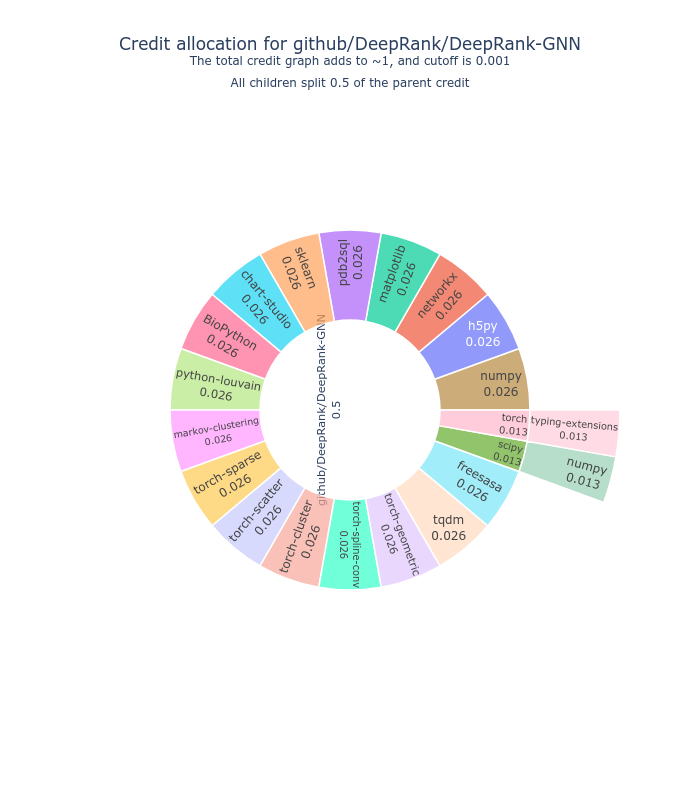 Credit allocation for github/DeepRank/DeepRank-GNN
The total credit graph adds to ~1, and cutoff is 0.001
All children split 0.5 of the parent credit
pdb2sql
0.026
matplotlib
0.026
networkx
0.026
h5py
0.026
numpy
0.026
torch
0.013
typing-extensions
0.013
scipy
0.013
numpy
0.013
freesasa
0.026
tqdm
0.026
torch-geometric
0.026
torch-spline-conv
0.026
torch-cluster
0.026
torch-scatter
0.026
torch-sparse
0.026
markov-clustering
0.026
python-louvain
0.026
BioPython
0.026
chart-studio
0.026
sklearn
0.026
github/DeepRank/DeepRank-GNN
0.5